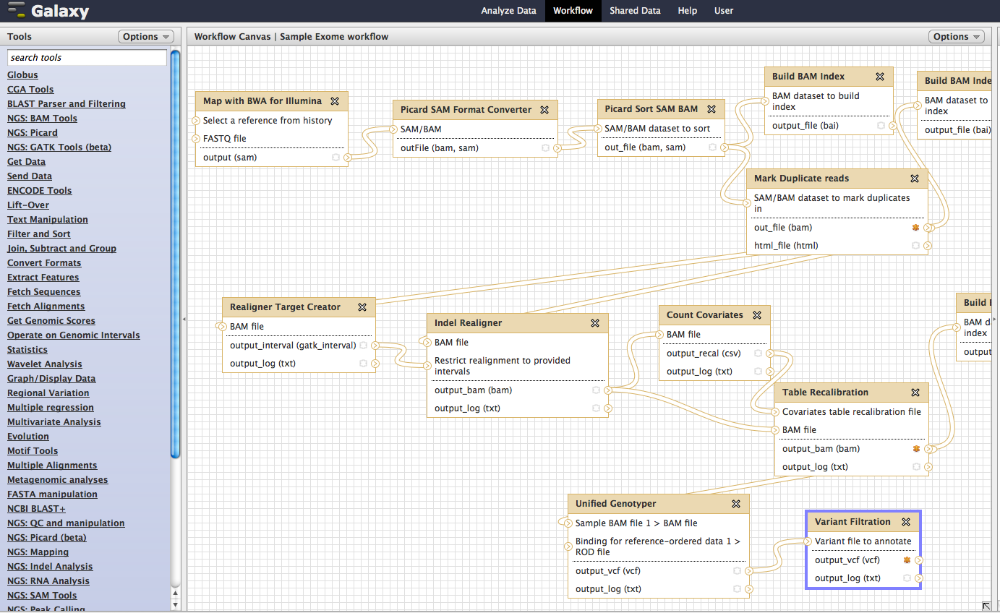 Galaxy
Analyze Data Workflow Shared Data Help User
Tools Options
search tools
Globus
CGA Tools
BLAST Parser and Filtering
NGS: BAM Tools
NGS: Picard
NGS: GATK Tools (beta)
Get Data
Send Data
ENCODE Tools
Lift-Over
Text Manipulation
Filter and Sort
Join, Subtract and Group
Convert Formats
Extract Features
Fetch Sequences
Fetch Alignments
Get Genomic Scores
Operate on Genomic Intervals
Statistics
Wavelet Analysis
Graph/Display Data
Regional Variation
Multiple regression
Multivariate Analysis
Evolution
Motif Tools
Multiple Alignments
Metagenomic analyses
FASTA manipulation
NCBI BLAST+
NGS: QC and manipulation
NGS: Picard (beta)
NGS: Mapping
NGS: Indel Analysis
NGS: RNA Analysis
NGS: SAM Tools
NGS: Peak Calling
Workflow Canvas | Sample Exome workflow Options
Map with BWA for Illumina
Select a reference from history
FASTQ file
output (sam)
Picard SAM Format Converter
SAM/BAM
outFile (bam, sam)
Picard Sort SAM BAM
SAM/BAM dataset to sort
out_file (bam, sam)
Build BAM Index
BAM dataset to build
index
output_file (bai)
Build BAM Inde
BAM dataset to
index
output_file (bai)
Mark Duplicate reads
SAM/BAM dataset to mark duplicates
in
out_file (bam)
html_file (html)
Realigner Target Creator
BAM file
output_interval (gatk_interval)
output_log (txt)
Indel Realigner
BAM file
Restrict realignment to provided
intervals
output_bam (bam)
output_log (txt)
Count Covariates
BAM file
output_recal (csv)
output_log (txt)
Build
BAM
index
output
Table Recalibration
Covariates table recalibration file
BAM file
output_bam (bam)
output_log (txt)
Unified Genotyper
Sample BAM file 1 > BAM file
Binding for reference-ordered data 1 >
ROD file
output_vcf (vcf)
output_log (txt)
Variant Filtration
Variant file to annotate
output_vcf (vcf)
output_log (txt)